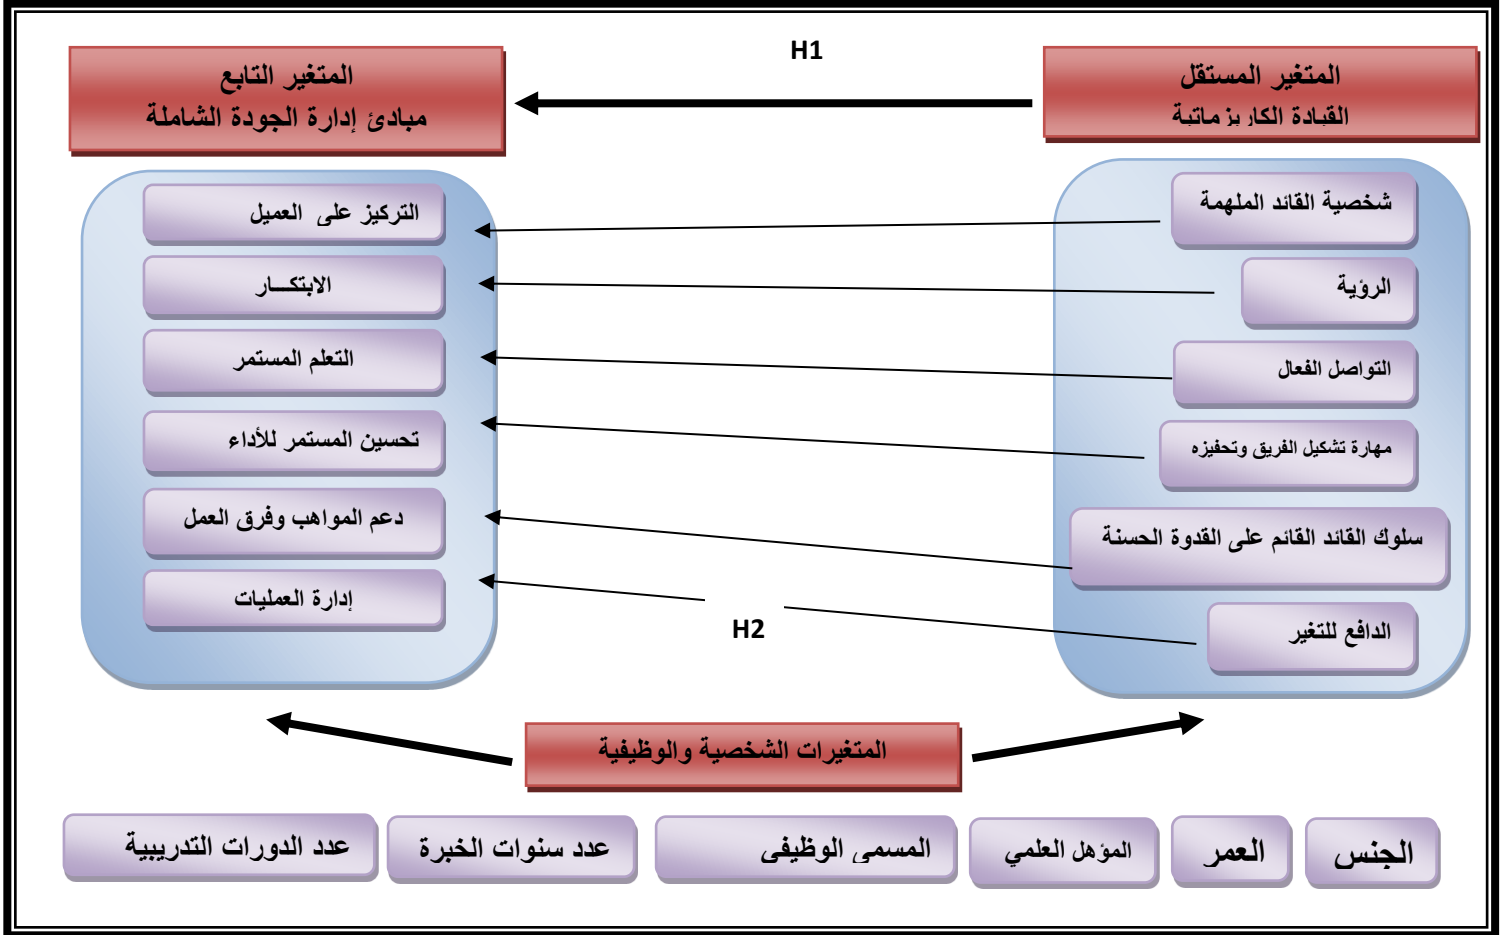 H1
المتغير المستقل
القيادة الكاريزماتية
المتغير التابع
مبادئ إدارة الجودة الشاملة
شخصية القائد الملهمة
الرؤية
التواصل الفعال
مهارة تشكيل الفريق وتحفيزه
سلوك القائد القائم على القدوة الحسنة
الدافع للتغير
التركيز على العميل
الابتكـــار
التعلم المستمر
تحسين المستمر للأداء
دعم المواهب وفرق العمل
إدارة العمليات
H2
المتغيرات الشخصية والوظيفية
الجنس
العمر
المؤهل العلمي
المسمى الوظيفي
عدد سنوات الخبرة
عدد الدورات التدريبية